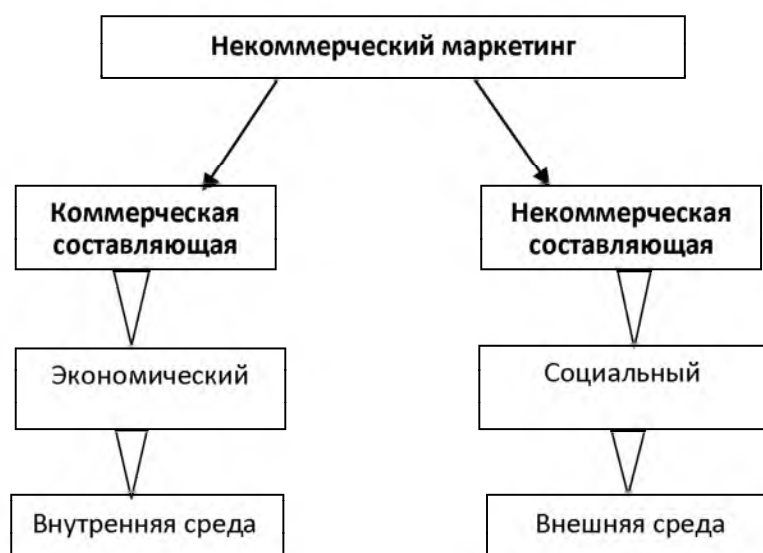 Некоммерческий маркетинг
Коммерческая
составляющая
Некоммерческая
составляющая
Экономический
Социальный
Внутренняя среда
Внешняя среда